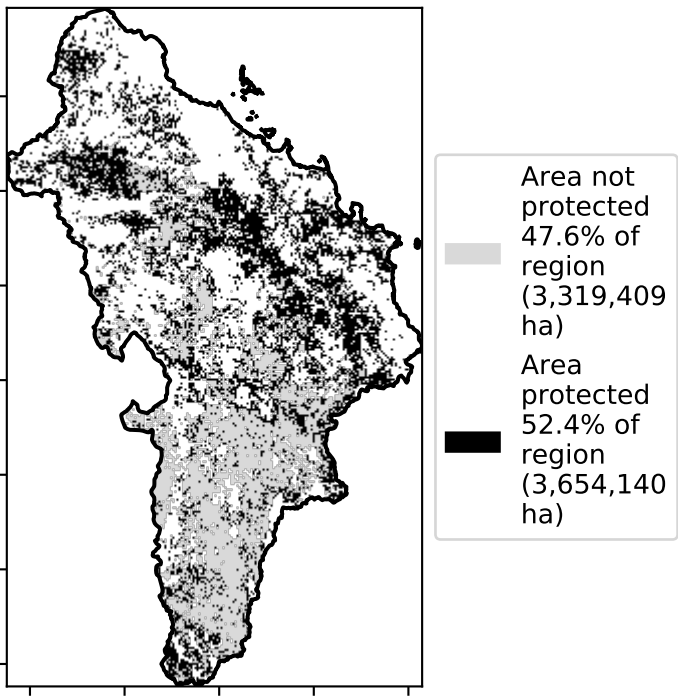 Area not
protected
47.6% of
region
(3,319,409
ha)
Area
protected
52.4% of
region
(3,654,140
ha)